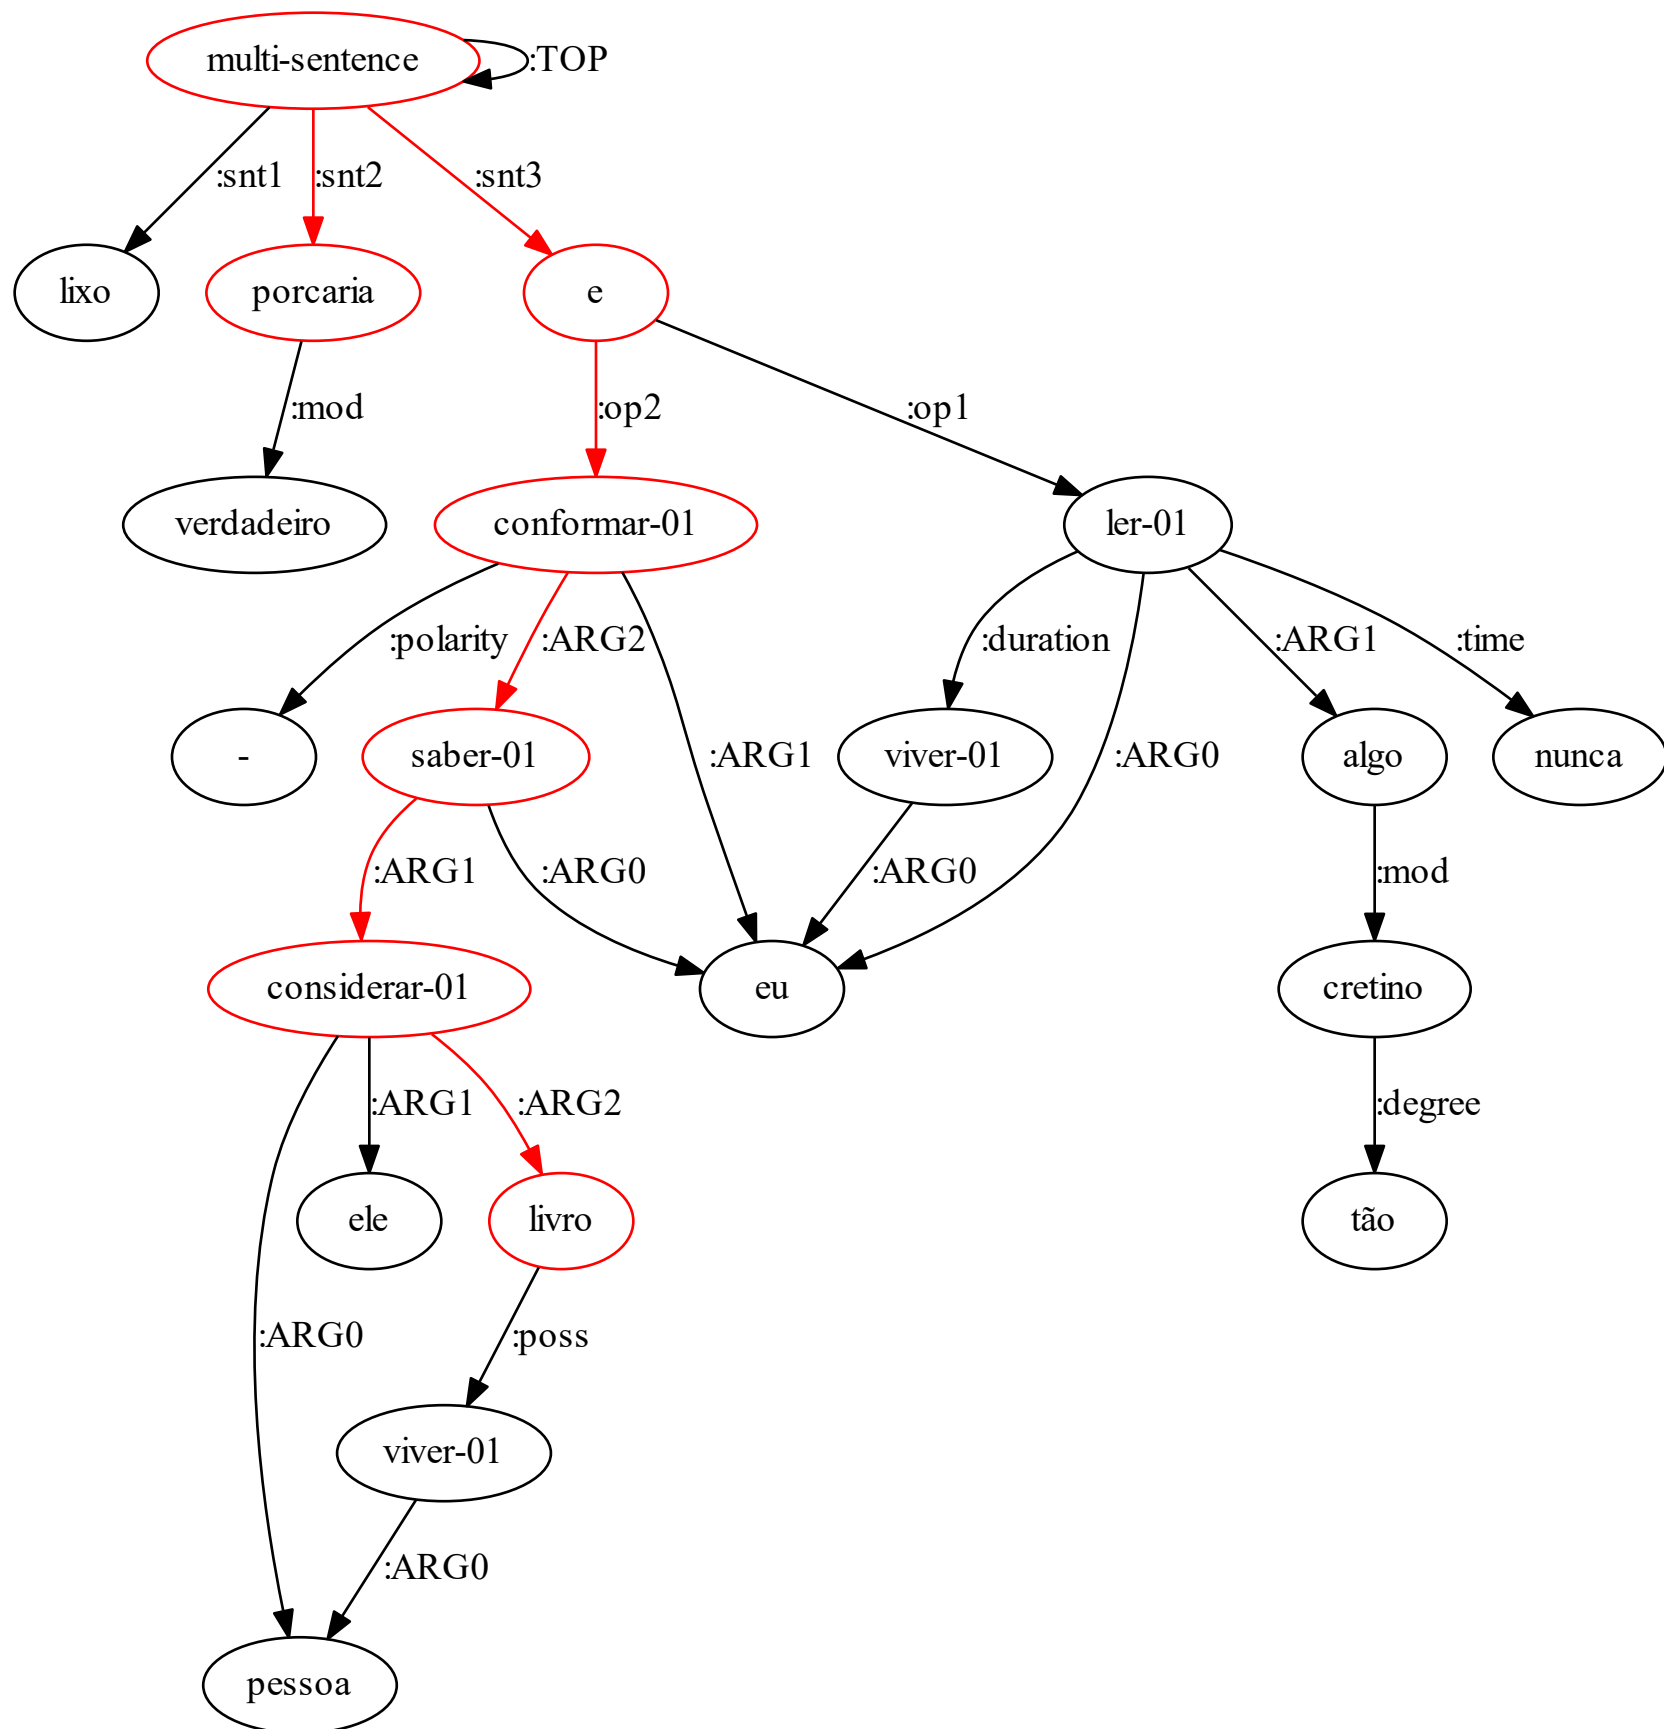 multi-sentence :TOP
:snt1 :snt2 :snt3
lixo porcaria e
:mod :op2 :op1
verdadeiro conformar-01 ler-01
:polarity :ARG2 :duration :ARG1 :time
- saber-01 :ARG1 viver-01 :ARG0 algo nunca
:ARG1 :ARG0 :ARG0 :mod
considerar-01 eu cretino
:ARG1 :ARG2 :degree
ele livro tão
:ARG0 :poss
viver-01
:ARG0
pessoa